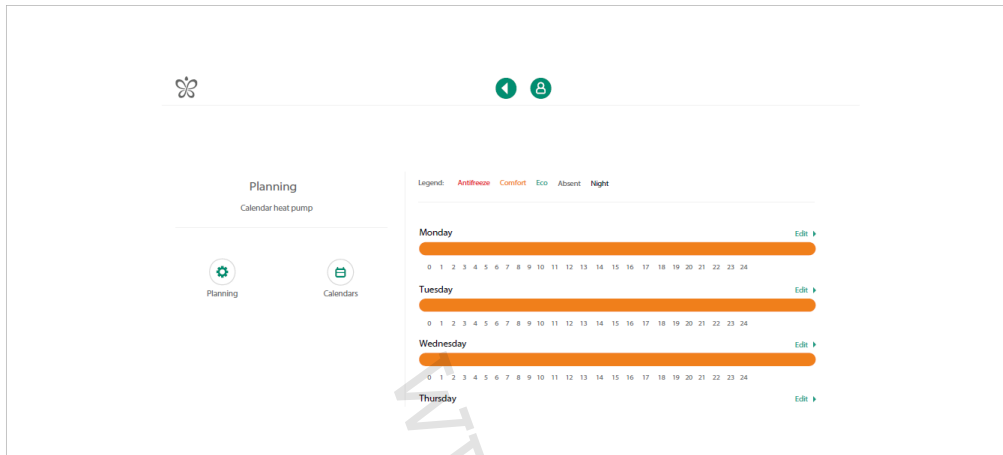 Planning
Calendar heat pump
Planning Calendars
Legend: Antifreeze Comfort Eco Absent Night
Monday Edit
0 1 2 3 4 5 6 7 8 9 10 11 12 13 14 15 16 17 18 19 20 21 22 23 24
Tuesday Edit
0 1 2 3 4 5 6 7 8 9 10 11 12 13 14 15 16 17 18 19 20 21 22 23 24
Wednesday Edit
0 1 2 3 4 5 6 7 8 9 10 11 12 13 14 15 16 17 18 19 20 21 22 23 24
Thursday Edit